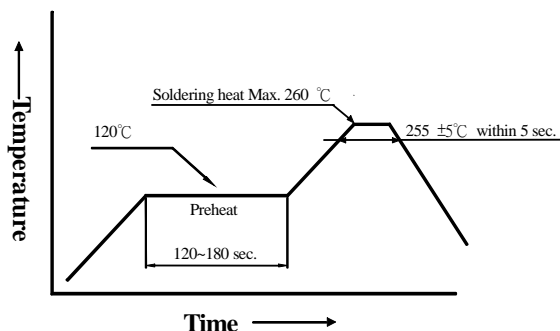 Soldering heat Max. 260 ℃
120℃
255 ±5℃ within 5 sec.
Preheat
120~180 sec.
Temperature
Time